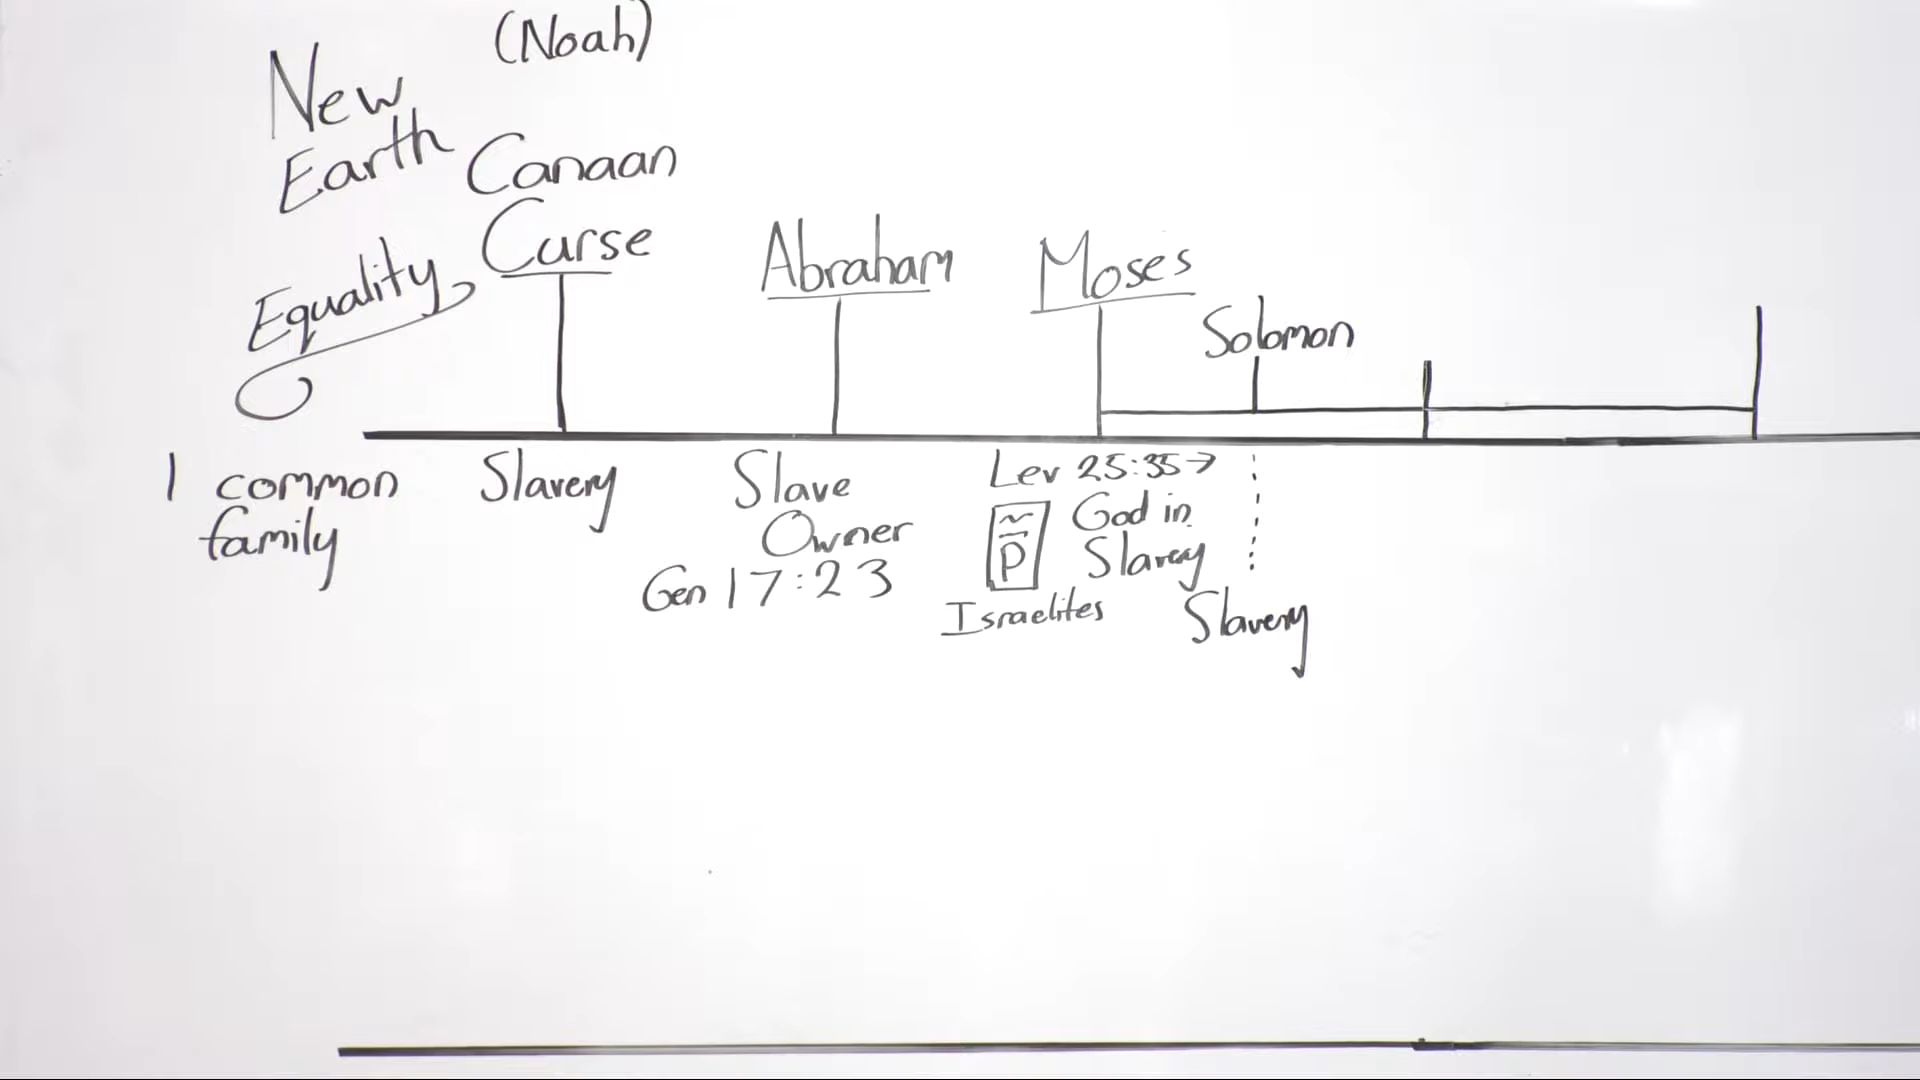 (Noah)
New
Earth
Canaan
Curse
Equality
Abraham
Moses
Solomon
1 common
family
Slavery
Slave
Owner
Gen 17:23
Lev 25:35→
God in
Slavery
P
Israelites
Slavery